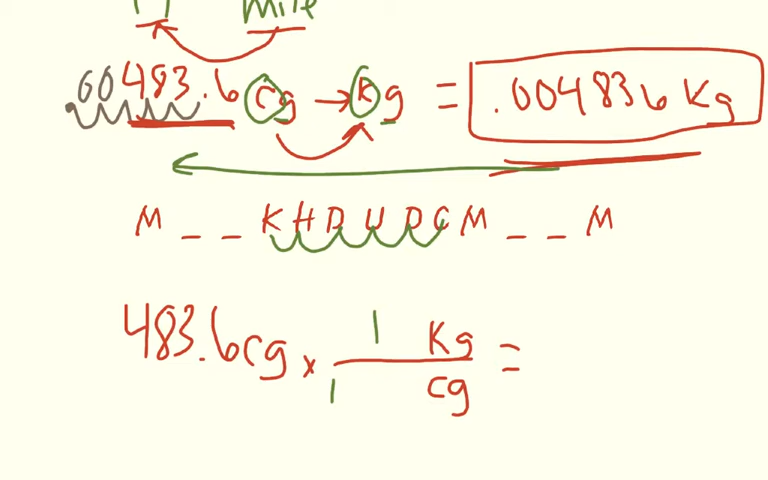 mile
00483.6 cg → Kg = .004836 Kg
M _ _ K H D U D C M _ _ M
1 Kg
483.6cg x ―――― =
1 cg